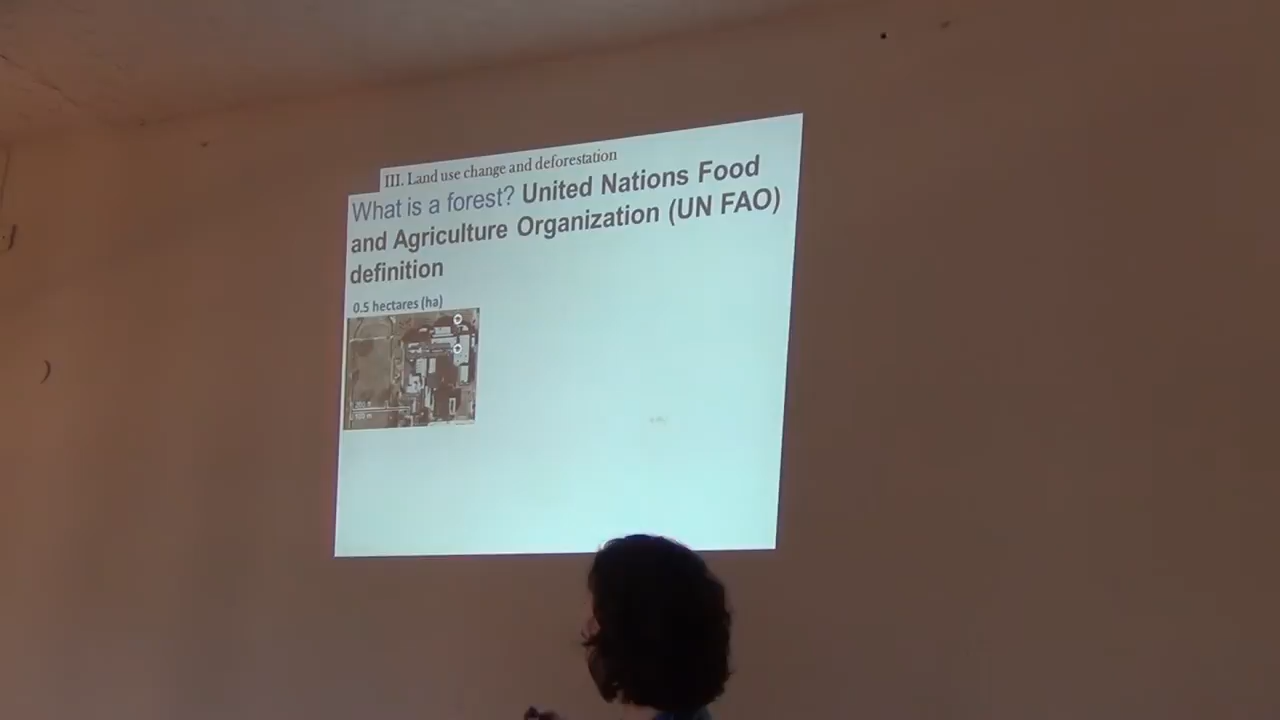 III. Land use change and deforestation
What is a forest? United Nations Food
and Agriculture Organization (UN FAO)
definition
0.5 hectares (ha)